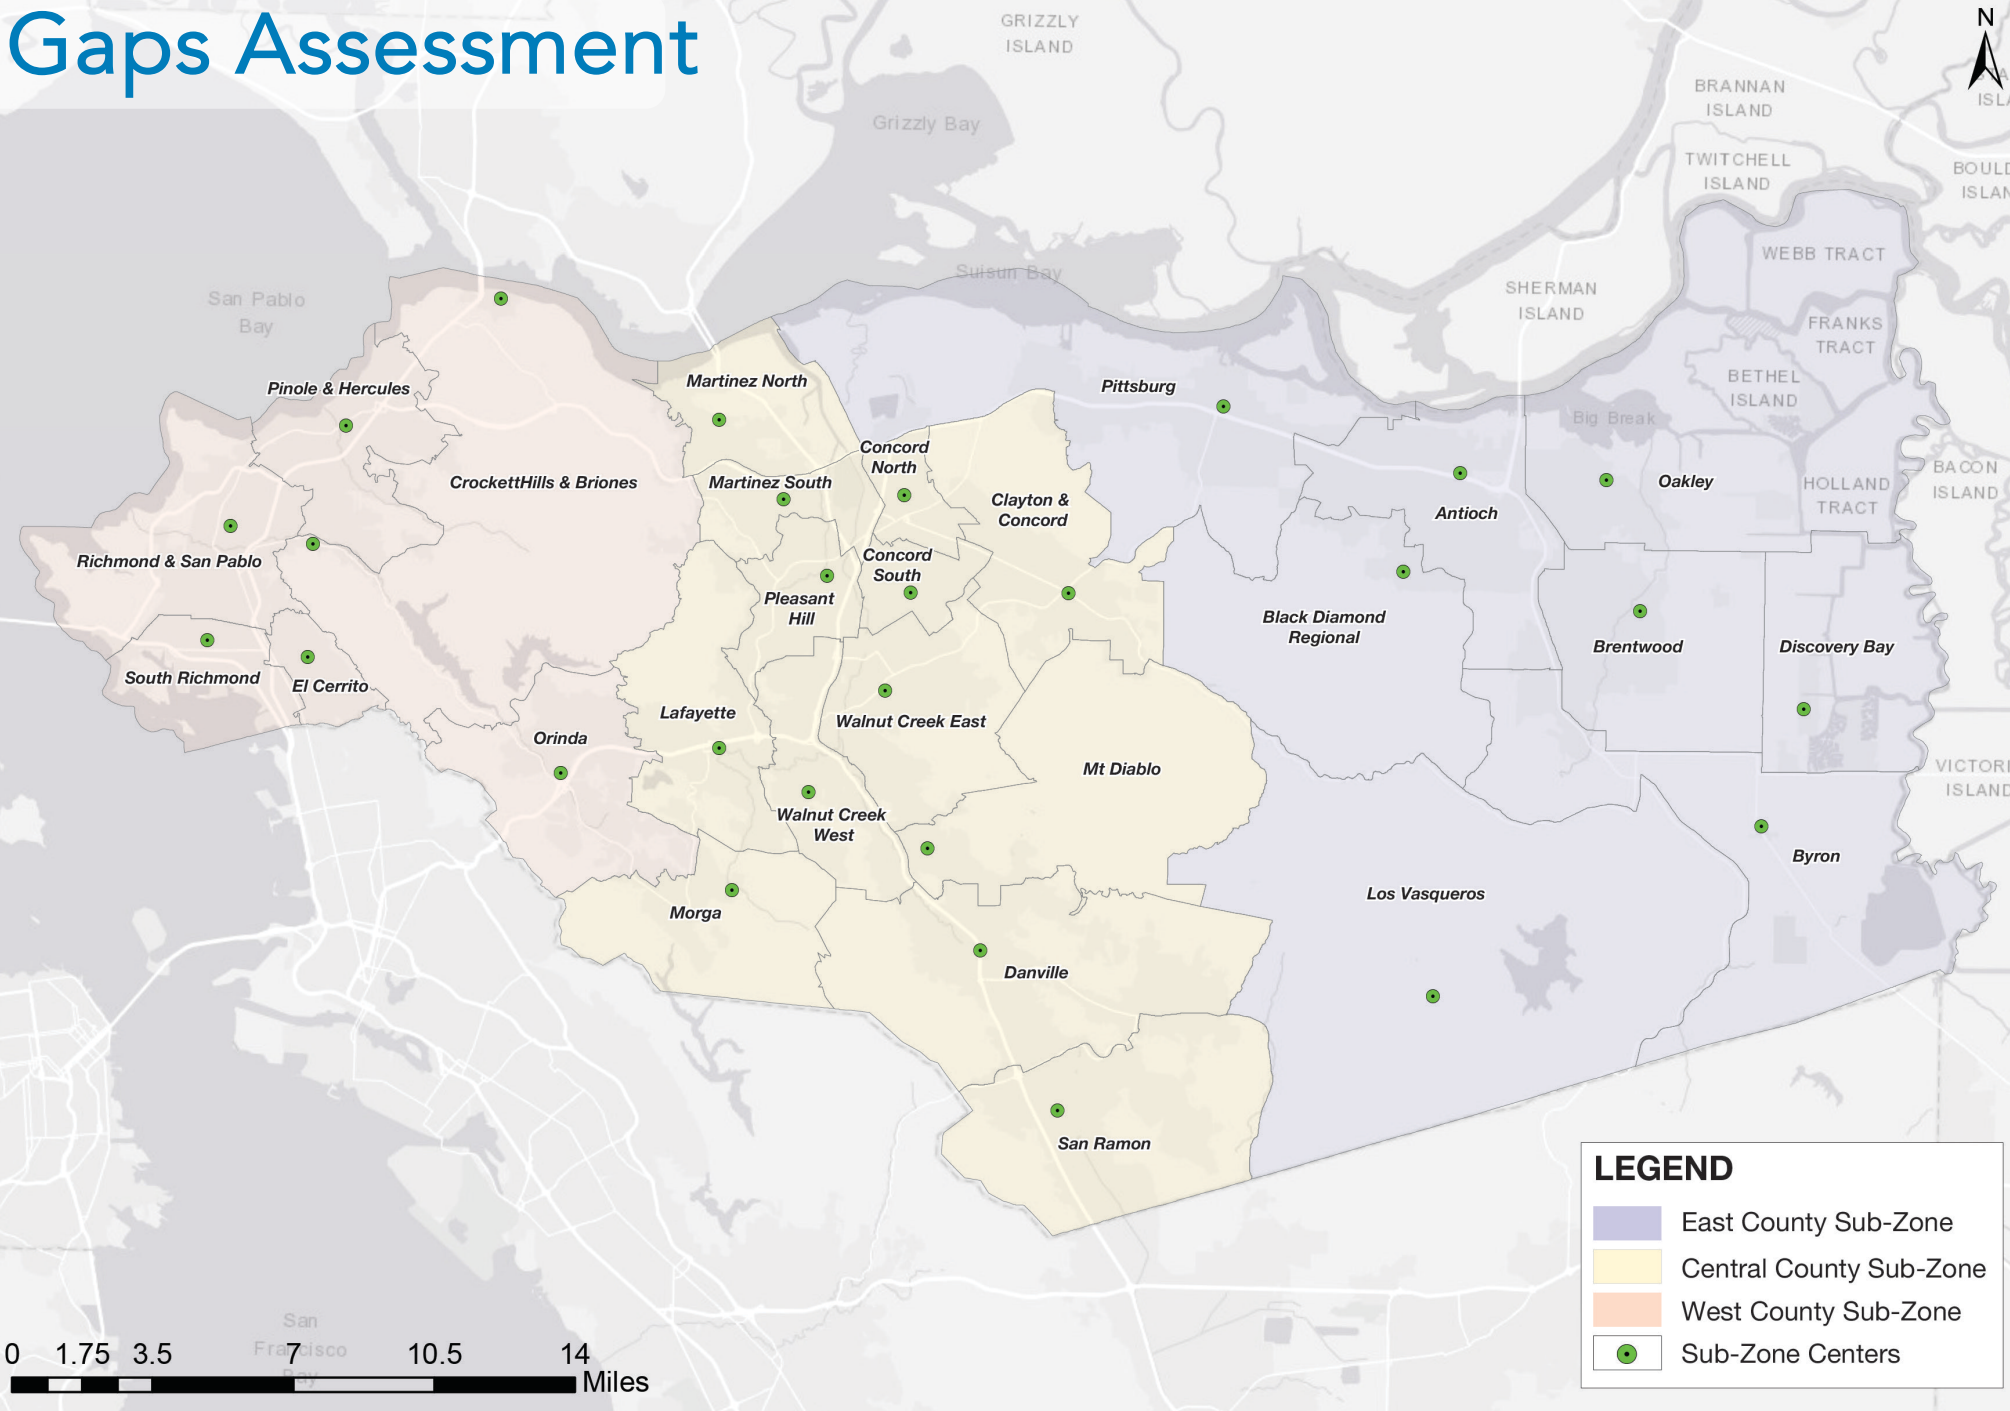 Gaps Assessment
N
GRIZZLY
ISLAND
BRANNAN
ISLAND
Grizzly Bay
TWITCHELL
ISLAND
WEBB TRACT
Suisun Bay
San Pablo
Bay
SHERMAN
ISLAND
FRANKS
TRACT
BETHEL
ISLAND
Big Break
Pinole & Hercules
Martinez North
Pittsburg
Concord
North
CrockettHills & Briones
Martinez South
Clayton &
Concord
Antioch
Oakley
HOLLAND
TRACT
BACON
ISLAND
Richmond & San Pablo
Concord
South
Pleasant
Hill
Black Diamond
Regional
Brentwood
Discovery Bay
South Richmond
El Cerrito
Lafayette
Walnut Creek East
Orinda
Mt Diablo
Walnut Creek
West
Byron
Los Vasqueros
Morga
Danville
San Ramon
San
Francisco
Bay
0 1.75 3.5 7 10.5 14
Miles
LEGEND
East County Sub-Zone
Central County Sub-Zone
West County Sub-Zone
Sub-Zone Centers